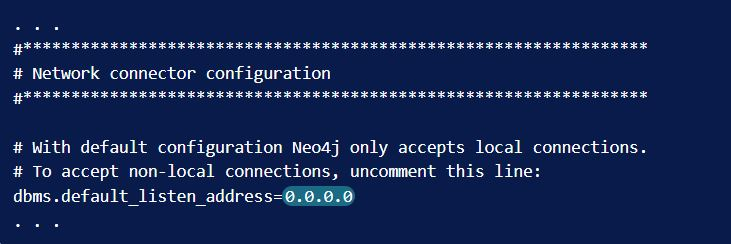 . . .
#*****************************************************************
# Network connector configuration
#*****************************************************************
# With default configuration Neo4j only accepts local connections.
# To accept non-local connections, uncomment this line:
dbms.default_listen_address=0.0.0.0
. . .